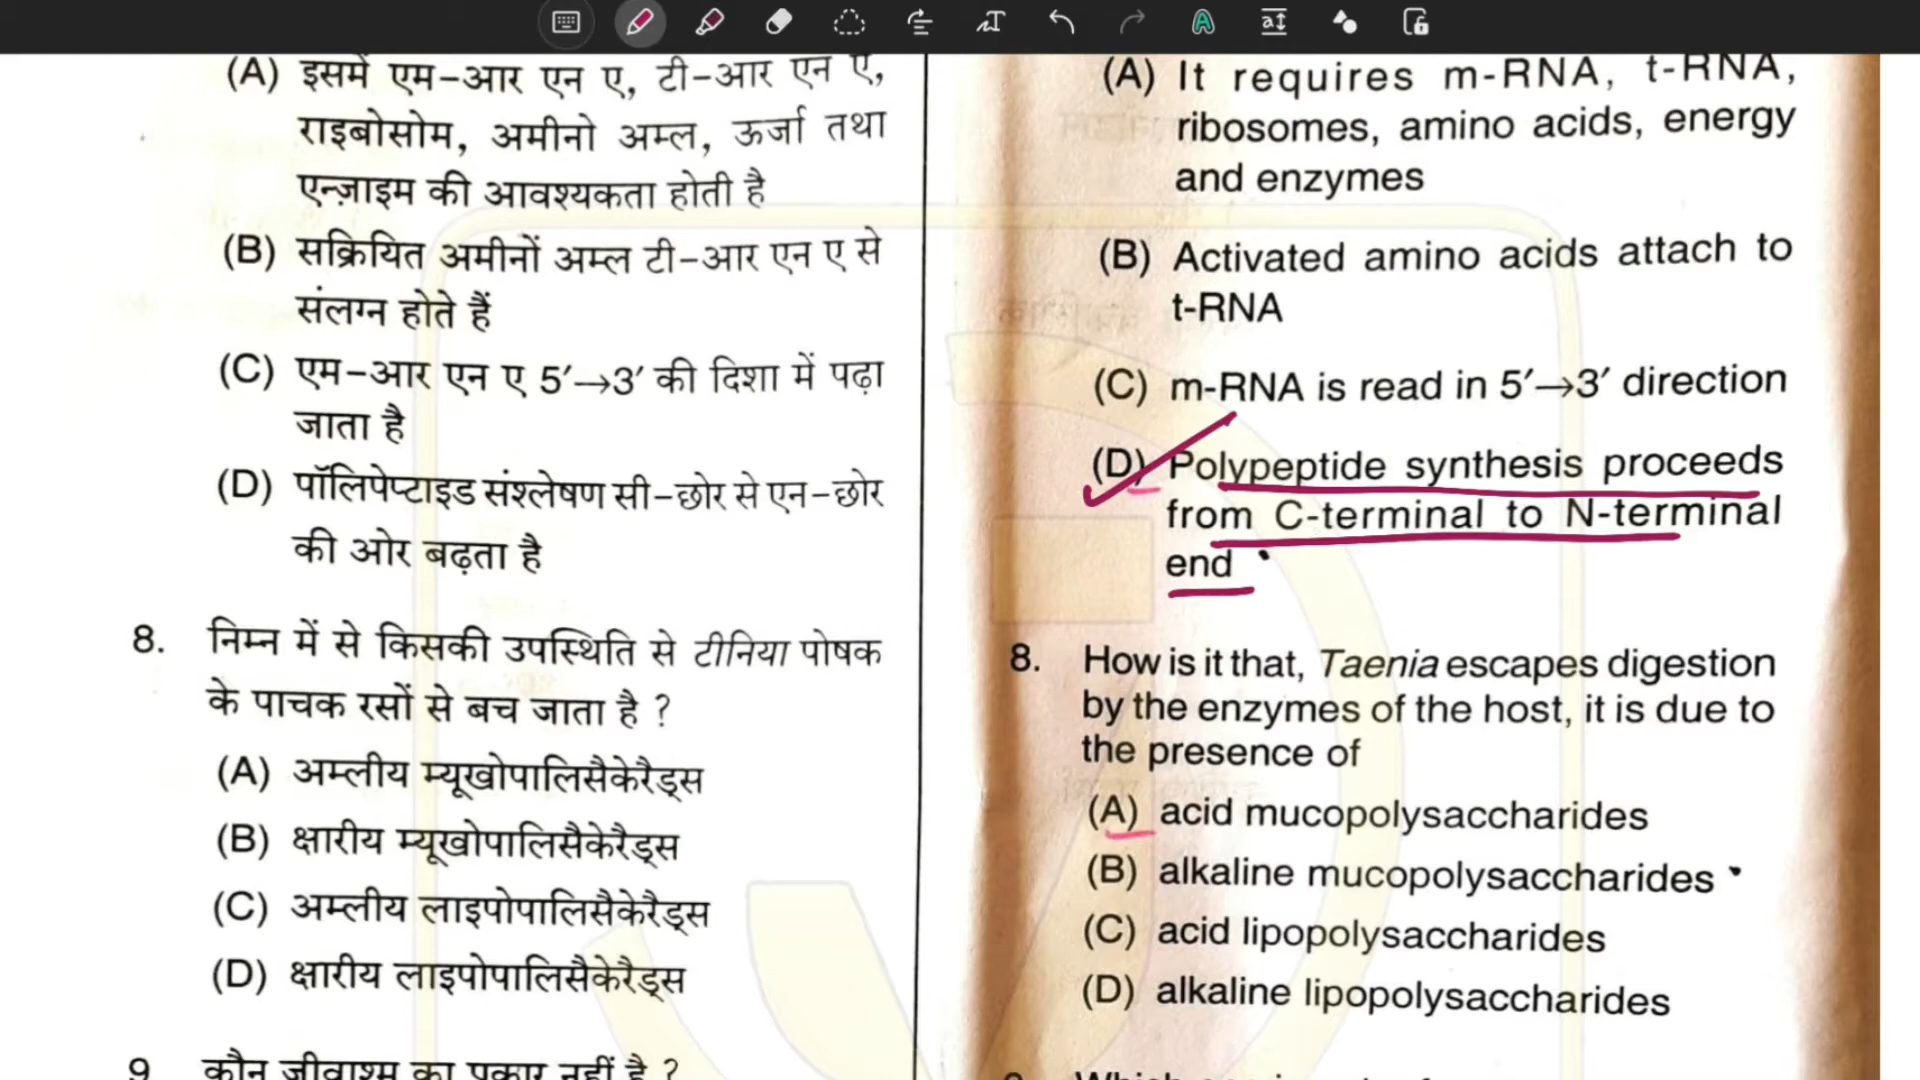 (A) इसमें एम-आर एन ए, टी-आर एन ए,
राइबोसोम, अमीनो अम्ल, ऊर्जा तथा
एन्ज़ाइम की आवश्यकता होती है
(B) सक्रियित अमीनों अम्ल टी-आर एन ए से
संलग्न होते हैं
(C) एम-आर एन ए 5′→3′ की दिशा में पढ़ा
जाता है
(D) पॉलिपेप्टाइड संश्लेषण सी-छोर से एन-छोर
की ओर बढ़ता है
8. निम्न में से किसकी उपस्थिति से टीनिया पोषक
के पाचक रसों से बच जाता है ?
(A) अम्लीय म्यूखोपालिसैकेरैड्स
(B) क्षारीय म्यूखोपालिसैकेरैड्स
(C) अम्लीय लाइपोपालिसैकेरैड्स
(D) क्षारीय लाइपोपालिसैकेरैड्स
9. कौन जीवाश्म का प्रकार नहीं है ?
(A) It requires m-RNA, t-RNA,
ribosomes, amino acids, energy
and enzymes
(B) Activated amino acids attach to
t-RNA
(C) m-RNA is read in 5′→3′ direction
(D) Polypeptide synthesis proceeds
from C-terminal to N-terminal
end
8. How is it that, Taenia escapes digestion
by the enzymes of the host, it is due to
the presence of
(A) acid mucopolysaccharides
(B) alkaline mucopolysaccharides
(C) acid lipopolysaccharides
(D) alkaline lipopolysaccharides